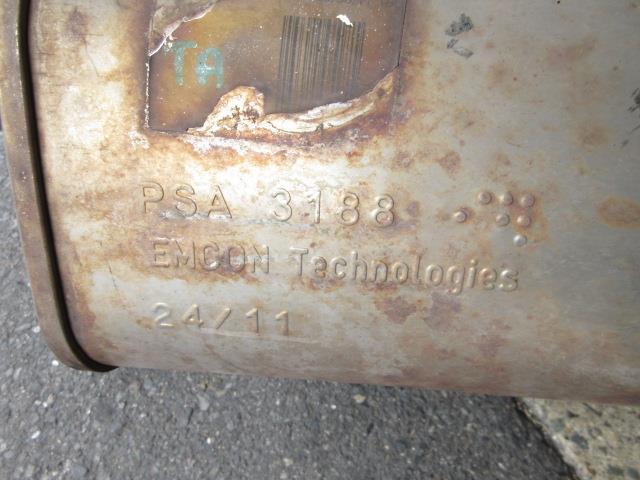 TA
PSA 3188
EMCON Technologies
24/11